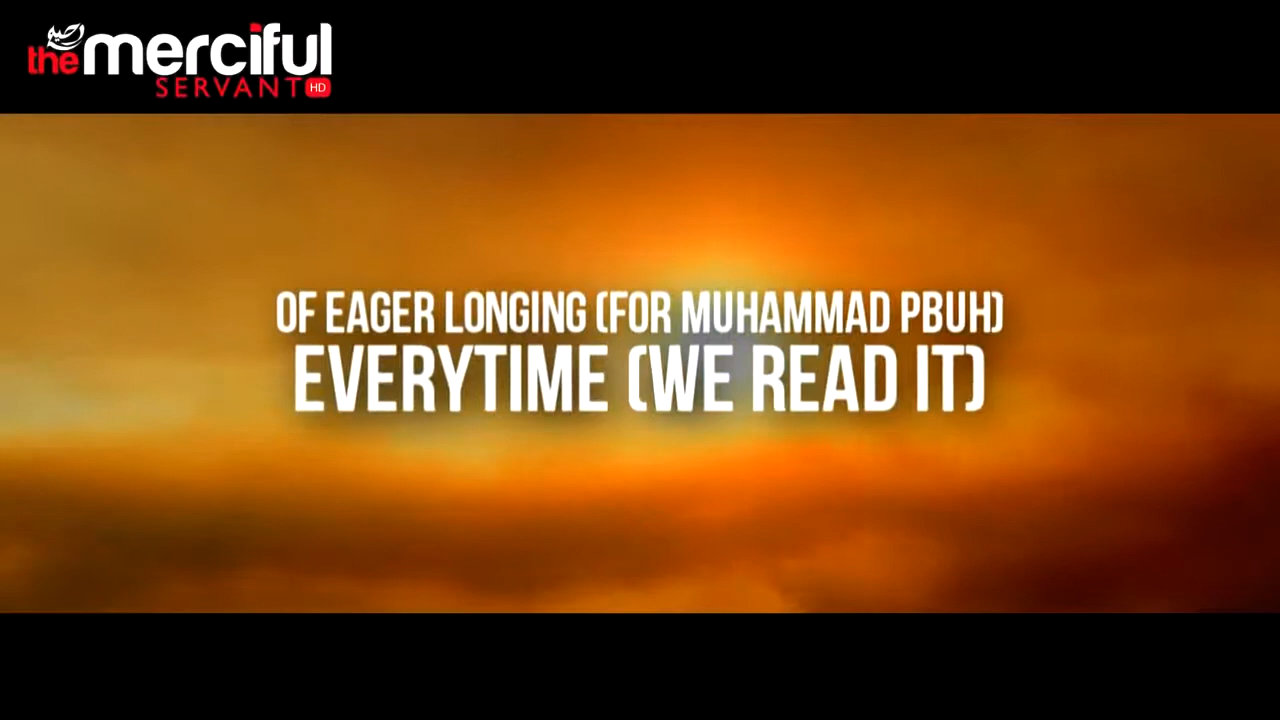 the merciful
SERVANT HD
OF EAGER LONGING (FOR MUHAMMAD PBUH)
EVERYTIME (WE READ IT)